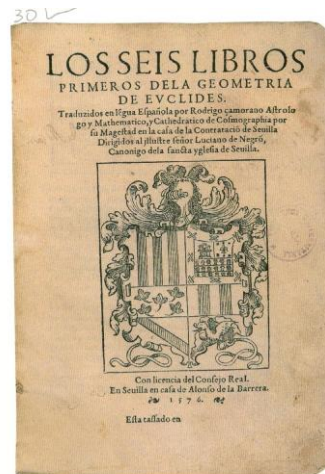 30 L
LOS SEIS LIBROS
PRIMEROS DELA GEOMETRIA
DE EVCLIDES.
Traduzidos en lẽgua Española por Rodrigo çamorano Aſtrolo
go y Mathematico, y Cathedratico de Coſmographia por
ſu Mageſtad en la caſa de la Contratació de Seuilla
Dirigidos al jlluſtre ſeñor Luciano de Negrõ,
Canonigo dela ſancta ygleſia de Seuilla.
Con licencia del Conſejo Real.
En Seuilla en caſa de Alonſo de la Barrera.
1576.
Eſta taſſado en